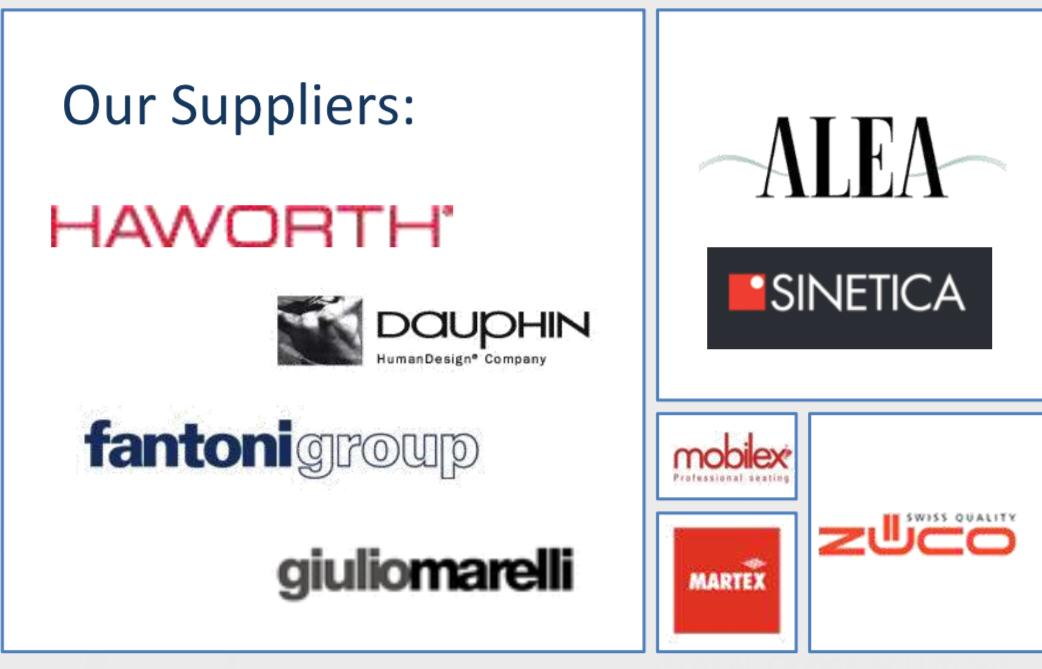 Our Suppliers:
HAWORTH®
DAUPHIN
HumanDesign® Company
fantonigroup
giuliomarelli
ALEA
SINETICA
mobilex®
Professional seating
MARTEX
SWISS QUALITY
ZÜCO